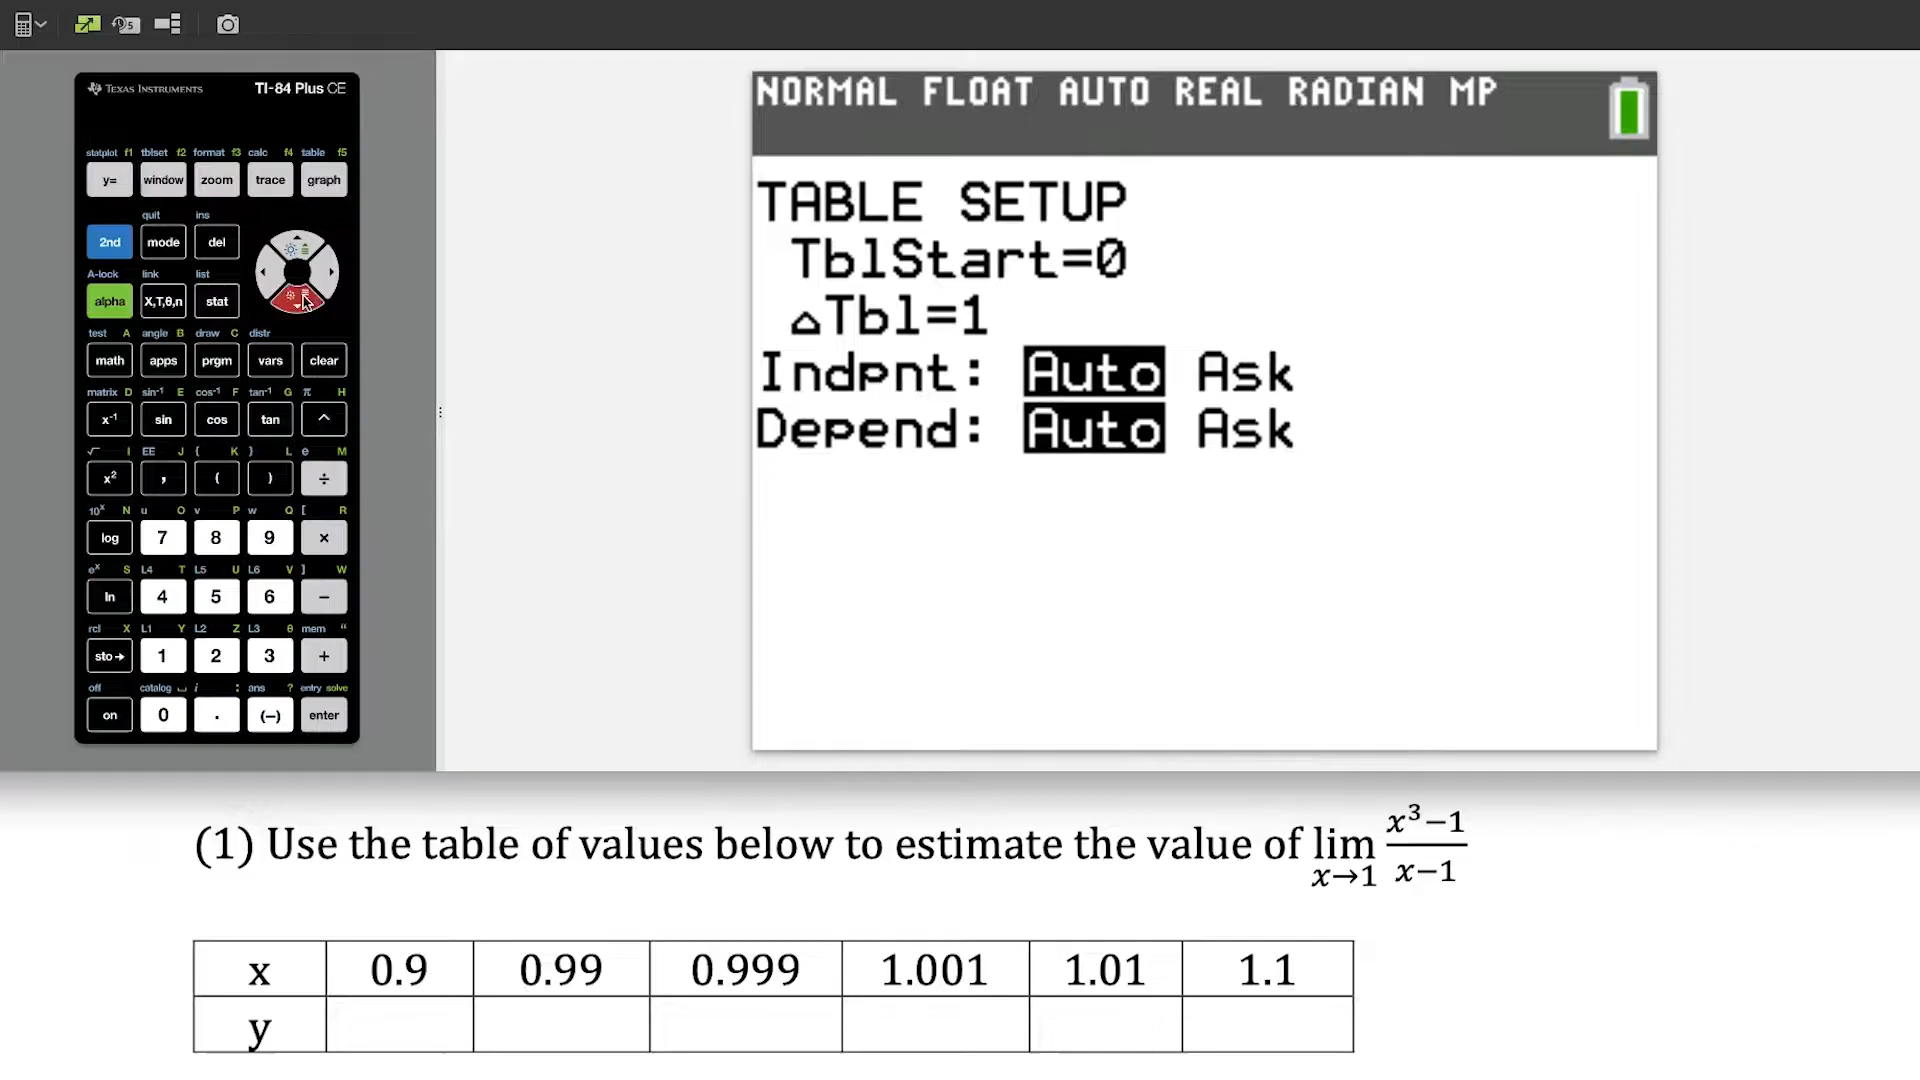 TEXAS INSTRUMENTS TI-84 Plus CE
statplot f1 tblset f2 format f3 calc f4 table f5
y= window zoom trace graph
quit ins
2nd mode del
A-lock link list
alpha X,T,θ,n stat
test A angle B draw C distr
math apps prgm vars clear
matrix D sin⁻¹ E cos⁻¹ F tan⁻¹ G π H
x⁻¹ sin cos tan ^
√ I EE J { K } L e M
x² , ( ) ÷
10ˣ N u O v P w Q [ R
log 7 8 9 ×
eˣ S L4 T L5 U L6 V ] W
ln 4 5 6 −
rcl X L1 Y L2 Z L3 θ mem “
sto→ 1 2 3 +
off catalog ⎵ i : ans ? entry solve
on 0 . (−) enter
NORMAL FLOAT AUTO REAL RADIAN MP
TABLE SETUP
TblStart=0
△Tbl=1
Indpnt: Auto Ask
Depend: Auto Ask
(1) Use the table of values below to estimate the value of lim x→1 x³−1 / x−1
x 0.9 0.99 0.999 1.001 1.01 1.1
y